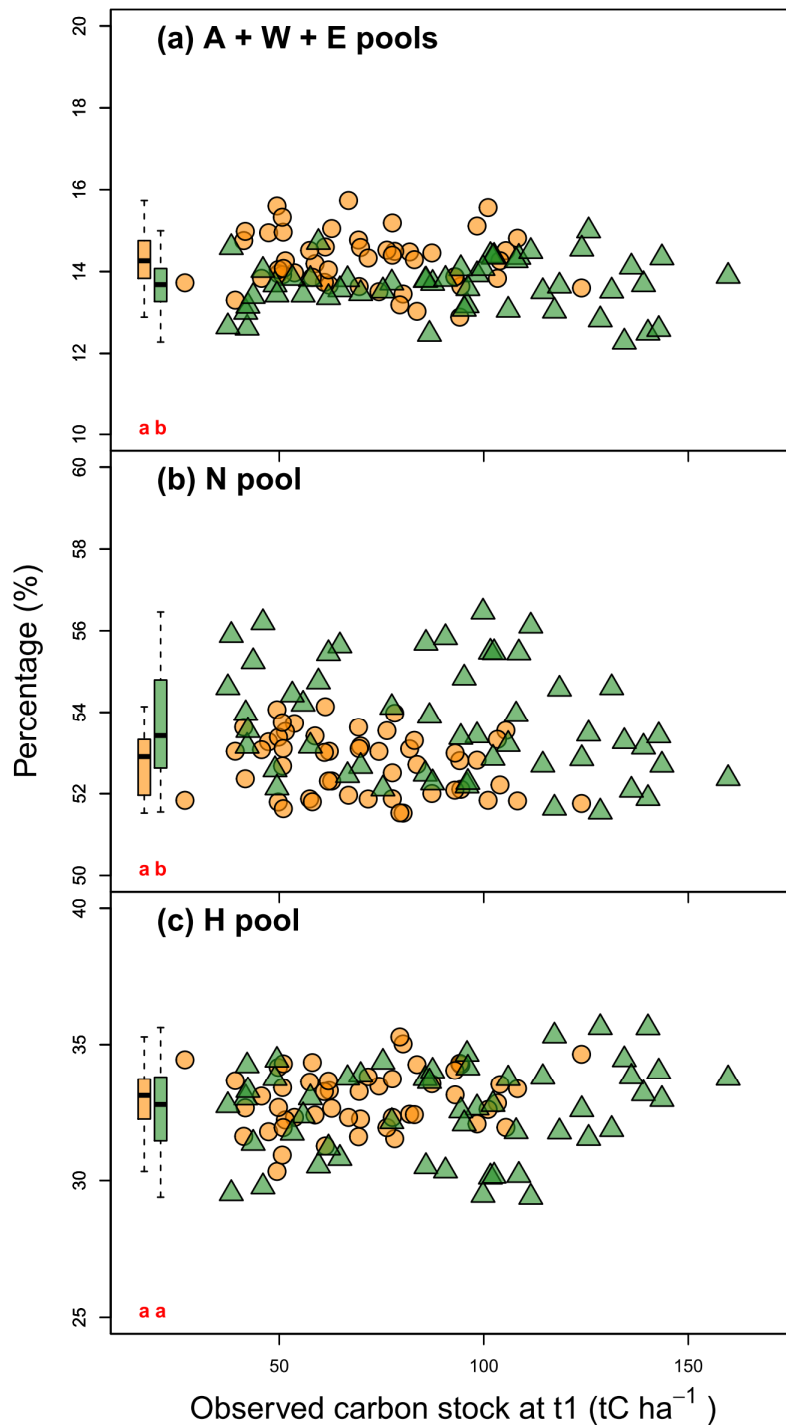 (a) A + W + E pools
20
18
16
14
12
10
a b
(b) N pool
60
58
56
54
52
50
a b
(c) H pool
40
35
30
25
a a
Percentage (%)
50 100 150
Observed carbon stock at t1 (tC ha⁻¹)